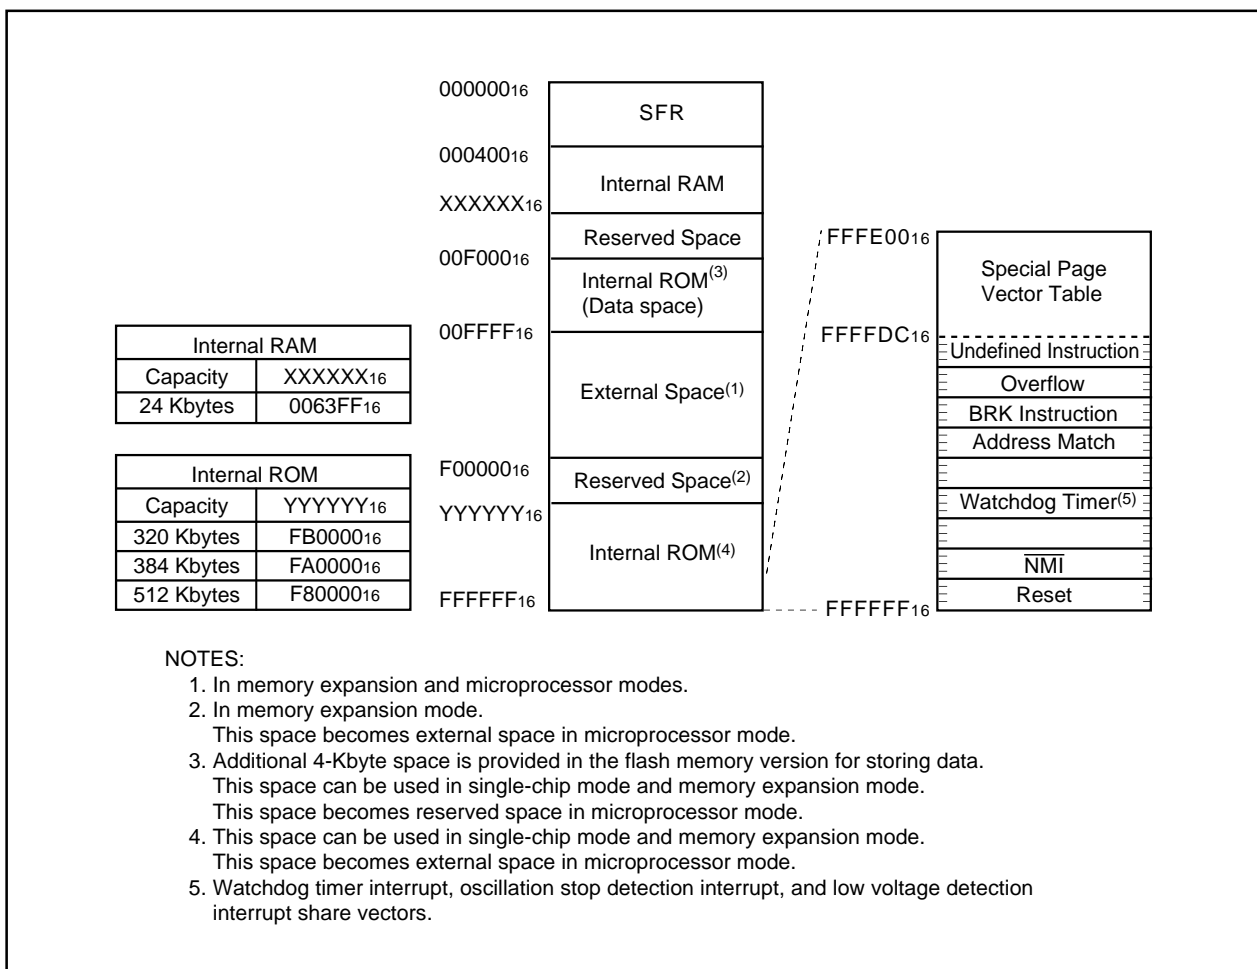 00000016
SFR
00040016
Internal RAM
XXXXXX16
Reserved Space
00F00016
Internal ROM(3)
(Data space)
00FFFF16
External Space(1)
F0000016
Reserved Space(2)
YYYYYY16
Internal ROM(4)
FFFFFF16
FFFE0016
Special Page
Vector Table
FFFFDC16
Undefined Instruction
Overflow
BRK Instruction
Address Match
Watchdog Timer(5)
NMI
Reset
FFFFFF16
Internal RAM
Capacity XXXXXX16
24 Kbytes 0063FF16
Internal ROM
Capacity YYYYYY16
320 Kbytes FB000016
384 Kbytes FA000016
512 Kbytes F8000016
NOTES:
1. In memory expansion and microprocessor modes.
2. In memory expansion mode.
This space becomes external space in microprocessor mode.
3. Additional 4-Kbyte space is provided in the flash memory version for storing data.
This space can be used in single-chip mode and memory expansion mode.
This space becomes reserved space in microprocessor mode.
4. This space can be used in single-chip mode and memory expansion mode.
This space becomes external space in microprocessor mode.
5. Watchdog timer interrupt, oscillation stop detection interrupt, and low voltage detection
interrupt share vectors.